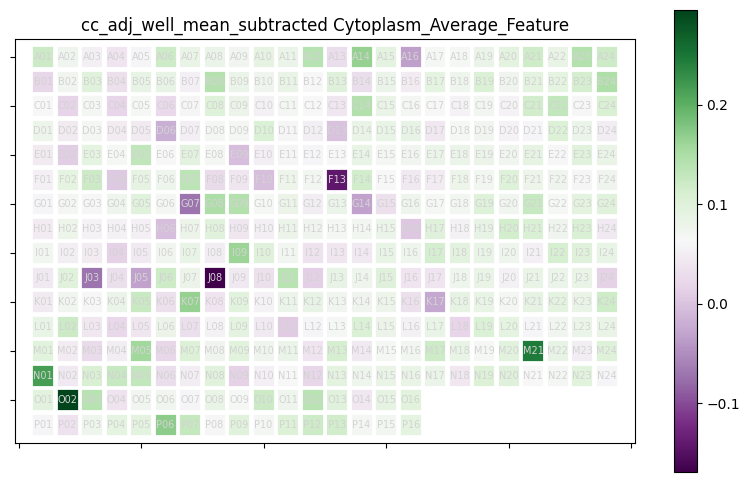 cc_adj_well_mean_subtracted Cytoplasm_Average_Feature
A01 A02 A03 A04 A05 A06 A07 A08 A09 A10 A11 A12 A13 A14 A15 A16 A17 A18 A19 A20 A21 A22 A23 A24
B01 B02 B03 B04 B05 B06 B07 B08 B09 B10 B11 B12 B13 B14 B15 B16 B17 B18 B19 B20 B21 B22 B23 B24
0.2
C01 C02 C03 C04 C05 C06 C07 C08 C09 C10 C11 C12 C13 C14 C15 C16 C17 C18 C19 C20 C21 C22 C23 C24
D01 D02 D03 D04 D05 D06 D07 D08 D09 D10 D11 D12 D13 D14 D15 D16 D17 D18 D19 D20 D21 D22 D23 D24
E01 E02 E03 E04 E05 E06 E07 E08 E09 E10 E11 E12 E13 E14 E15 E16 E17 E18 E19 E20 E21 E22 E23 E24
F01 F02 F03 F04 F05 F06 F07 F08 F09 F10 F11 F12 F13 F14 F15 F16 F17 F18 F19 F20 F21 F22 F23 F24
G01 G02 G03 G04 G05 G06 G07 G08 G09 G10 G11 G12 G13 G14 G15 G16 G17 G18 G19 G20 G21 G22 G23 G24
0.1
H01 H02 H03 H04 H05 H06 H07 H08 H09 H10 H11 H12 H13 H14 H15 H16 H17 H18 H19 H20 H21 H22 H23 H24
I01 I02 I03 I04 I05 I06 I07 I08 I09 I10 I11 I12 I13 I14 I15 I16 I17 I18 I19 I20 I21 I22 I23 I24
J01 J02 J03 J04 J05 J06 J07 J08 J09 J10 J11 J12 J13 J14 J15 J16 J17 J18 J19 J20 J21 J22 J23 J24
K01 K02 K03 K04 K05 K06 K07 K08 K09 K10 K11 K12 K13 K14 K15 K16 K17 K18 K19 K20 K21 K22 K23 K24
0.0
L01 L02 L03 L04 L05 L06 L07 L08 L09 L10 L11 L12 L13 L14 L15 L16 L17 L18 L19 L20 L21 L22 L23 L24
M01 M02 M03 M04 M05 M06 M07 M08 M09 M10 M11 M12 M13 M14 M15 M16 M17 M18 M19 M20 M21 M22 M23 M24
N01 N02 N03 N04 N05 N06 N07 N08 N09 N10 N11 N12 N13 N14 N15 N16 N17 N18 N19 N20 N21 N22 N23 N24
O01 O02 O03 O04 O05 O06 O07 O08 O09 O10 O11 O12 O13 O14 O15 O16
−0.1
P01 P02 P03 P04 P05 P06 P07 P08 P09 P10 P11 P12 P13 P14 P15 P16